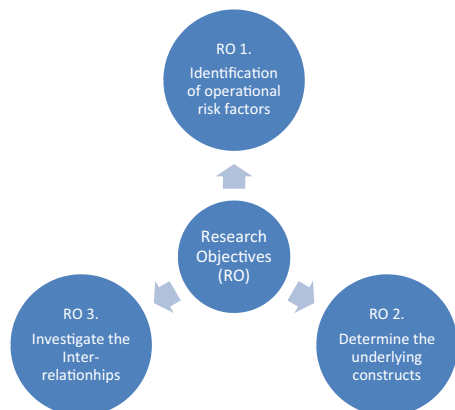 RO 1.
Identification
of operational
risk factors
Research
Objectives
(RO)
RO 3.
Investigate the
Inter-
relationships
RO 2.
Determine the
underlying
constructs